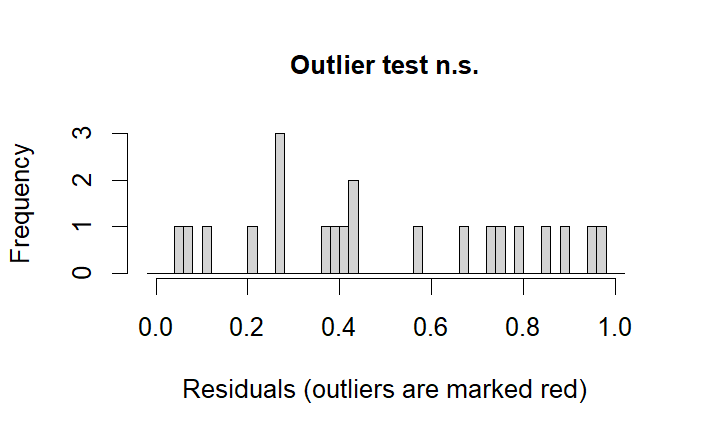 Outlier test n.s.
Frequency
3
2
1
0
0.0 0.2 0.4 0.6 0.8 1.0
Residuals (outliers are marked red)